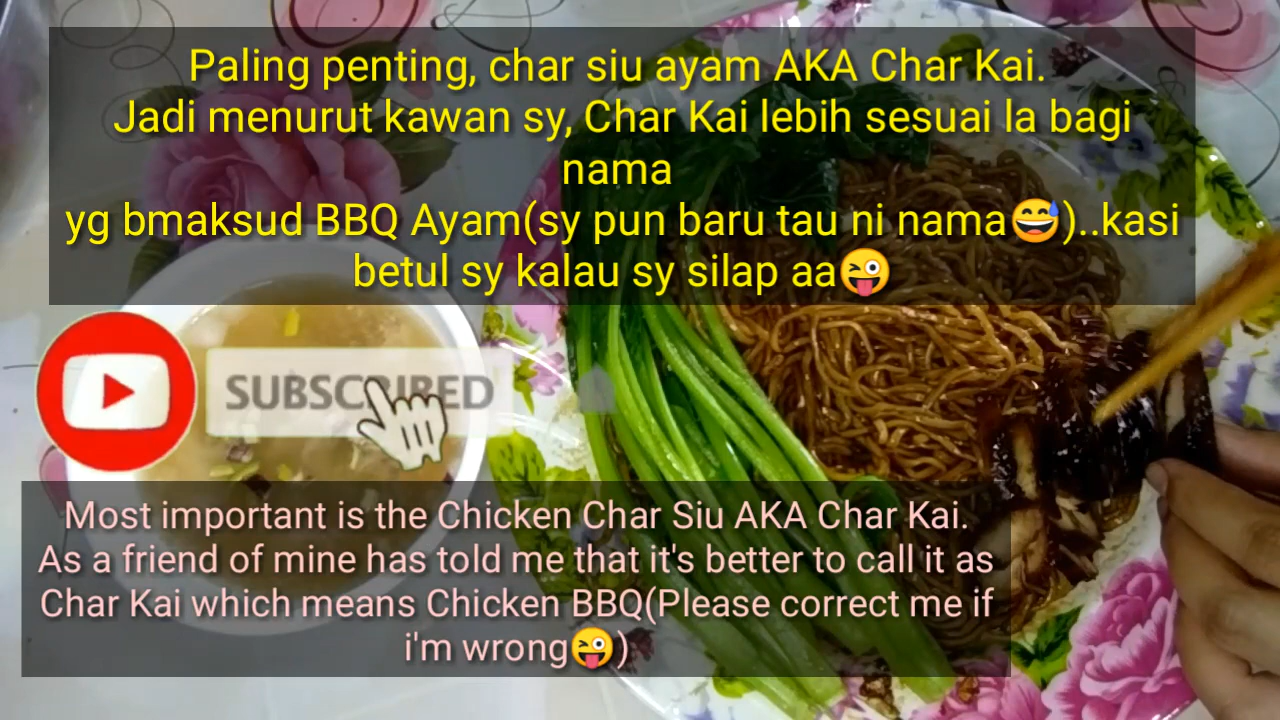 Paling penting, char siu ayam AKA Char Kai.
Jadi menurut kawan sy, Char Kai lebih sesuai la bagi
nama
yg bmaksud BBQ Ayam(sy pun baru tau ni nama😅)..kasi
betul sy kalau sy silap aa😜
SUBSCRIBED
Most important is the Chicken Char Siu AKA Char Kai.
As a friend of mine has told me that it's better to call it as
Char Kai which means Chicken BBQ(Please correct me if
i'm wrong😜)